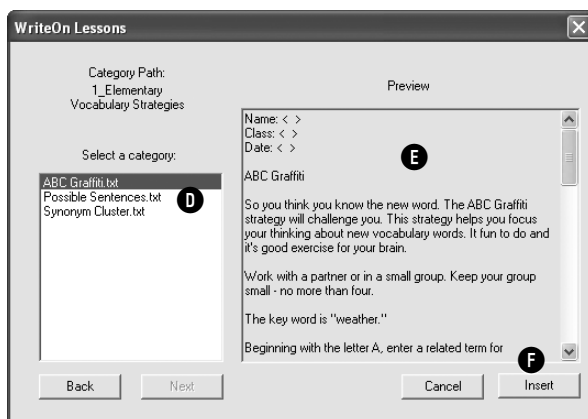 WriteOn Lessons
Category Path:
1_Elementary
Vocabulary Strategies
Select a category:
ABC Graffiti.txt
Possible Sentences.txt
Synonym Cluster.txt
D
Preview
Name: < >
Class: < >
Date: < >
E
ABC Graffiti
So you think you know the new word. The ABC Graffiti
strategy will challenge you. This strategy helps you focus
your thinking about new vocabulary words. It fun to do and
it's good exercise for your brain.
Work with a partner or in a small group. Keep your group
small - no more than four.
The key word is "weather."
Beginning with the letter A, enter a related term for
F
Back
Next
Cancel
Insert